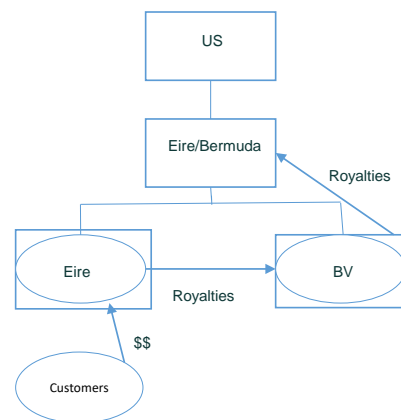 US
Eire/Bermuda
Royalties
Eire
BV
Royalties
$$
Customers